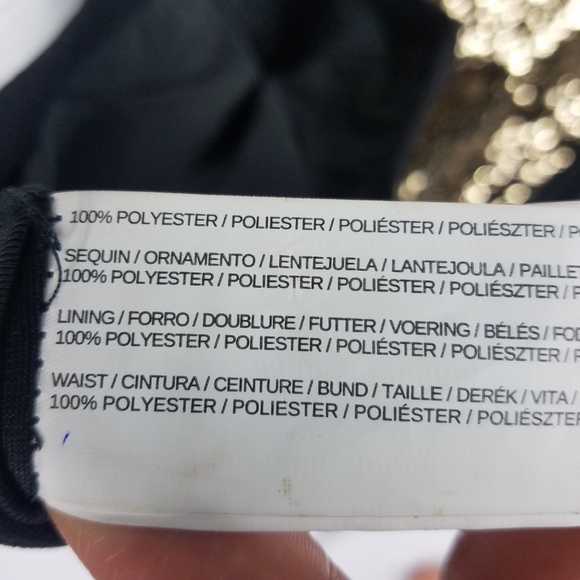 100% POLYESTER / POLIESTER / POLIÉSTER / POLIÉSZTER /
SEQUIN / ORNAMENTO / LENTEJUELA / LANTEJOULA /
100% POLYESTER / POLIESTER / POLIÉSTER / POLIÉSZTER /
LINING / FORRO / DOUBLURE / FUTTER / VOERING / BÉLÉS /
100% POLYESTER / POLIESTER / POLIÉSTER / POLIÉSZTER /
WAIST / CINTURA / CEINTURE / BUND / TAILLE / DERÉK / VITA /
100% POLYESTER / POLIESTER / POLIÉSTER / POLIÉSZTER